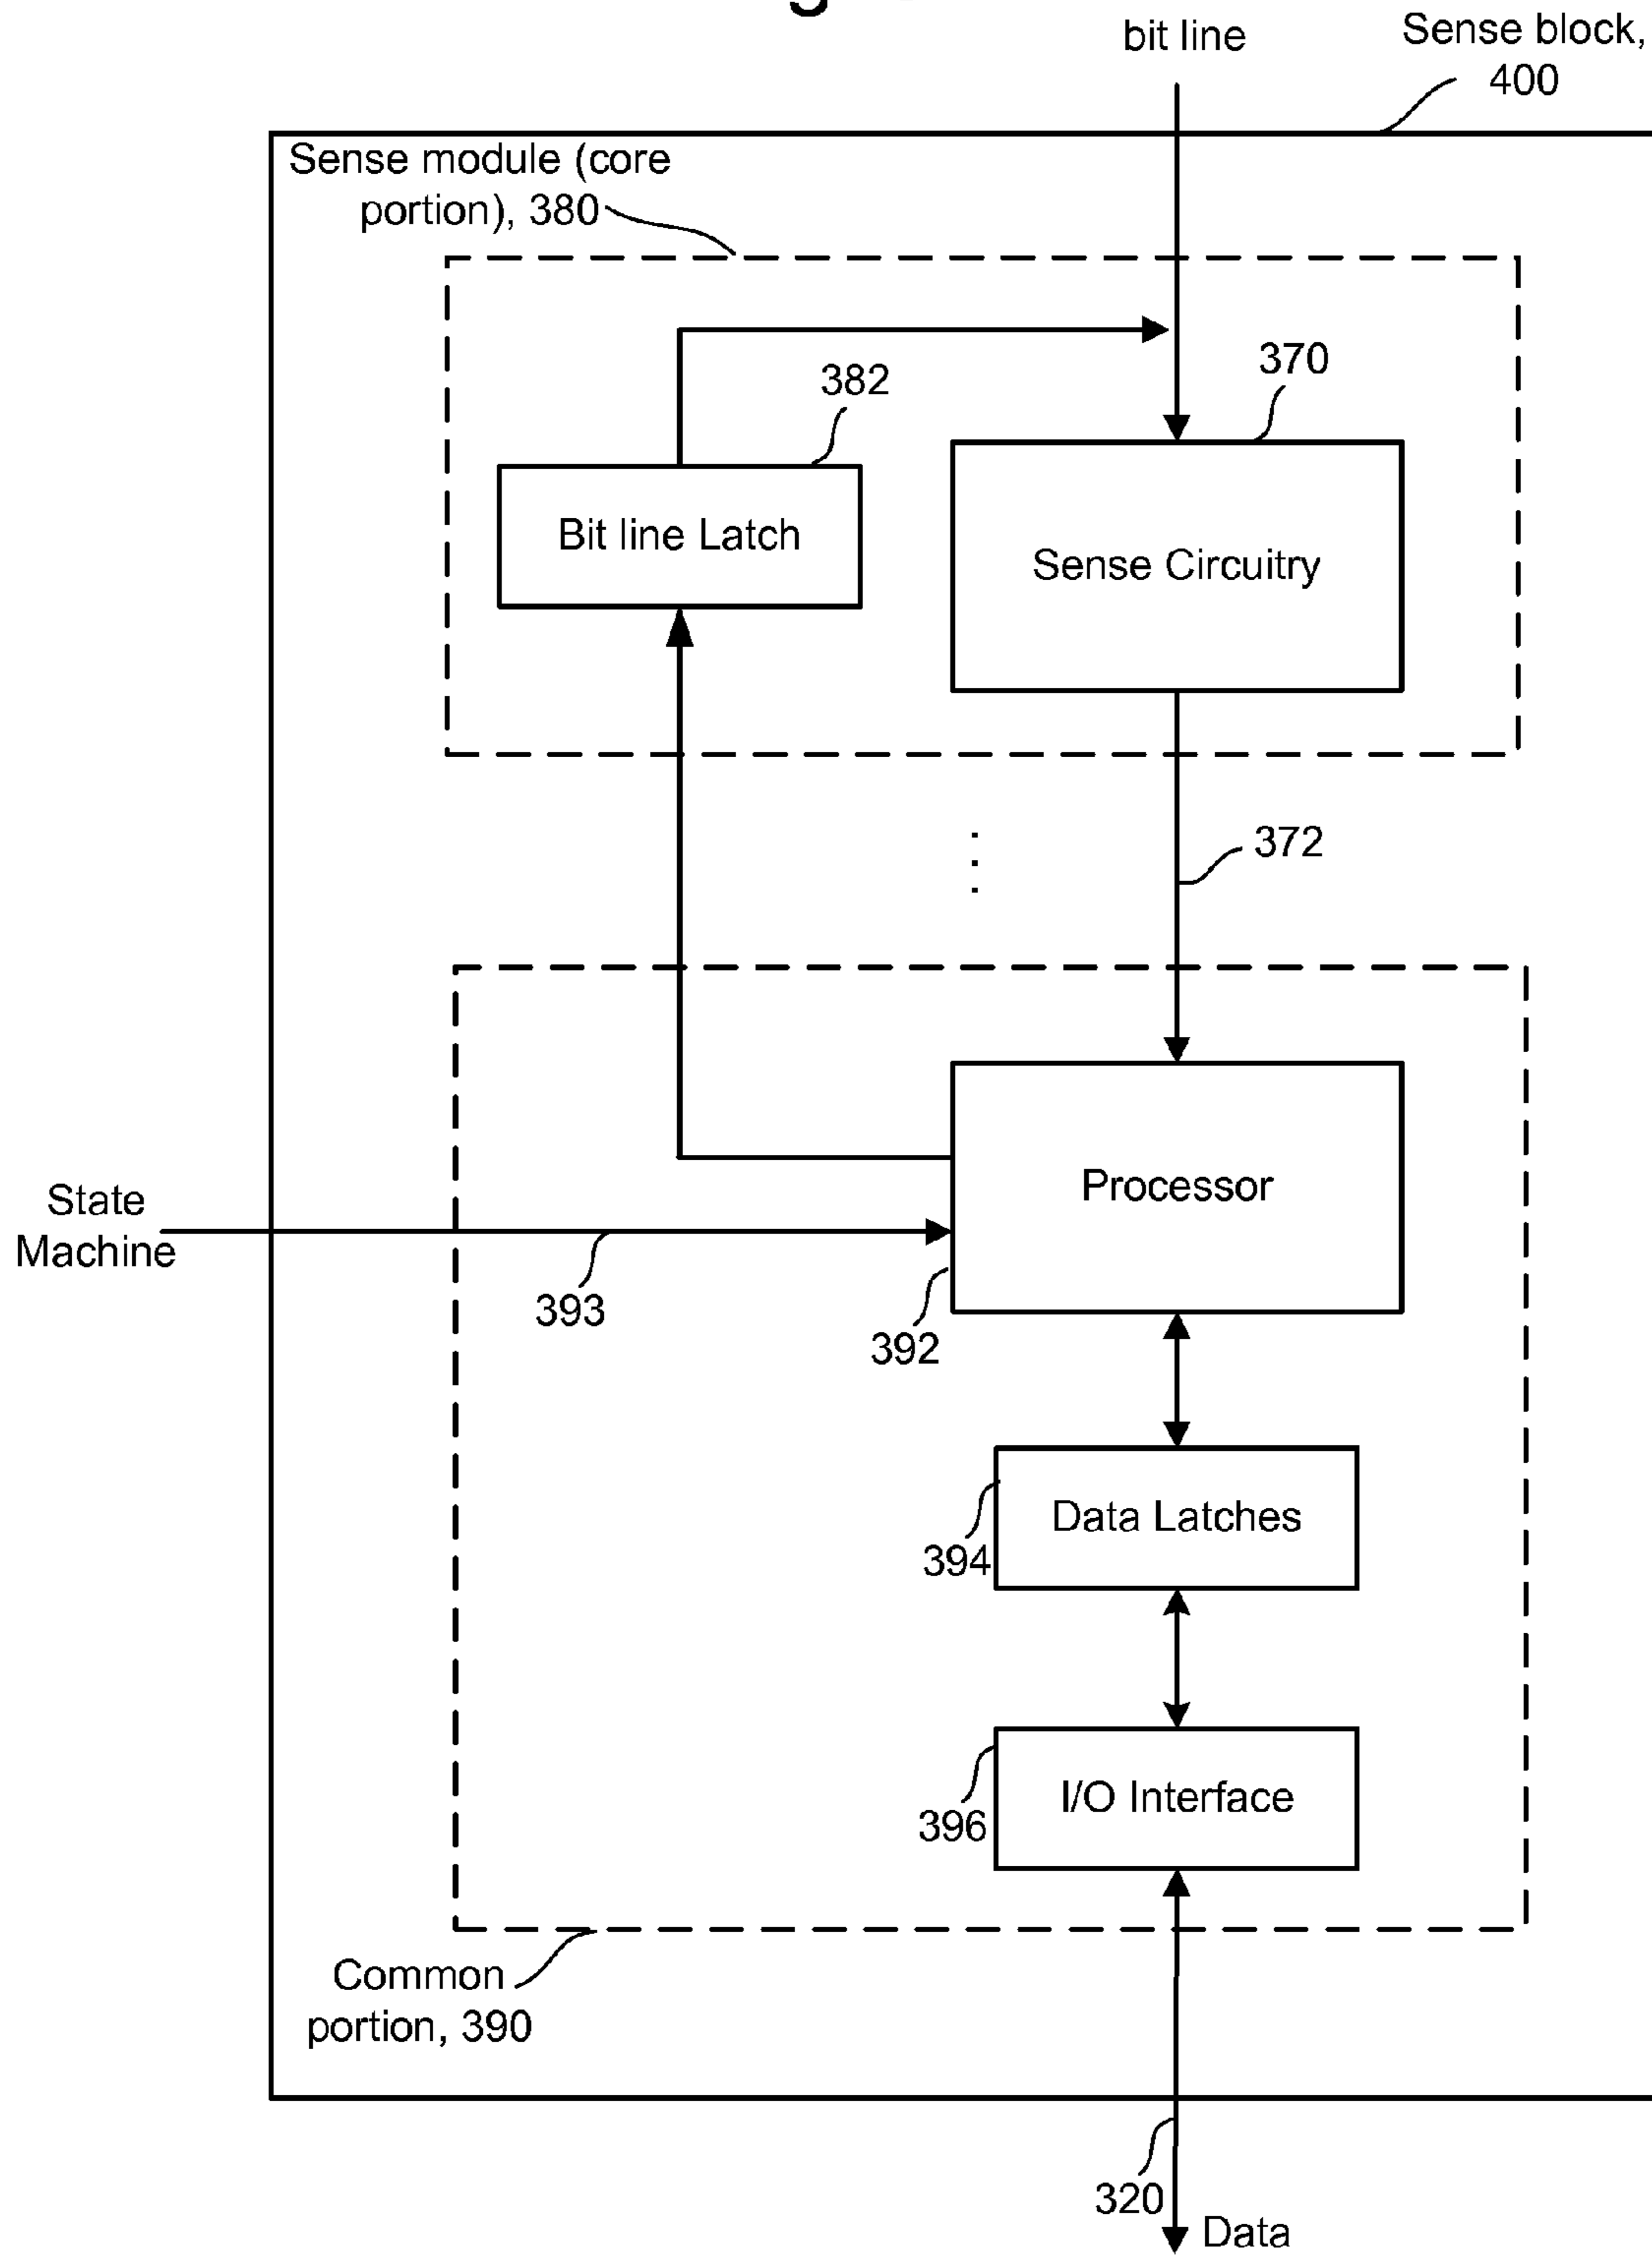 bit line
Sense block,
400
Sense module (core
portion), 380
382
370
Bit line Latch
Sense Circuitry
372
Processor
State
Machine
393
392
Data Latches
394
I/O Interface
396
Common
portion, 390
320
Data